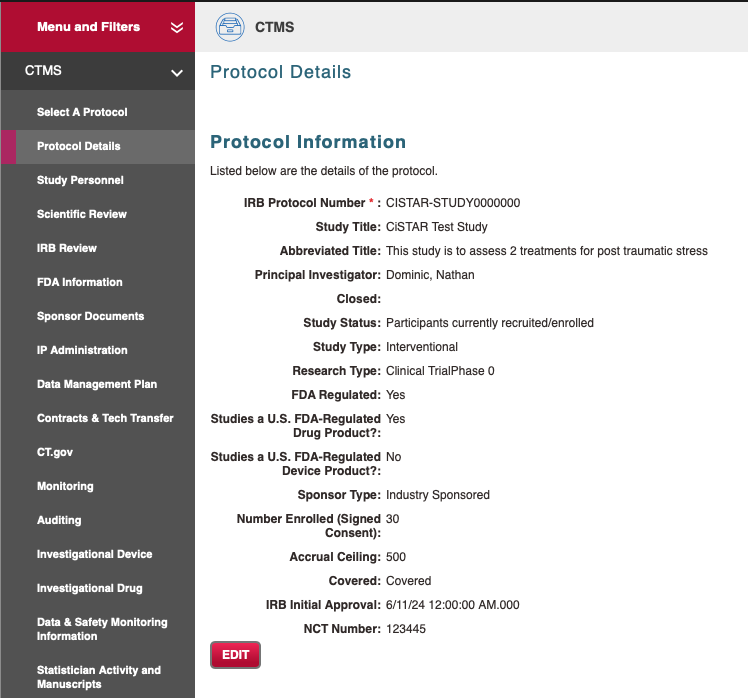 Menu and Filters
CTMS
CTMS
Select A Protocol
Protocol Details
Study Personnel
Scientific Review
IRB Review
FDA Information
Sponsor Documents
IP Administration
Data Management Plan
Contracts & Tech Transfer
CT.gov
Monitoring
Auditing
Investigational Device
Investigational Drug
Data & Safety Monitoring
Information
Statistician Activity and
Manuscripts
Protocol Details
Protocol Information
Listed below are the details of the protocol.
IRB Protocol Number * : CISTAR-STUDY0000000
Study Title: CiSTAR Test Study
Abbreviated Title: This study is to assess 2 treatments for post traumatic stress
Principal Investigator: Dominic, Nathan
Closed:
Study Status: Participants currently recruited/enrolled
Study Type: Interventional
Research Type: Clinical TrialPhase 0
FDA Regulated: Yes
Studies a U.S. FDA-Regulated Yes
Drug Product?:
Studies a U.S. FDA-Regulated No
Device Product?:
Sponsor Type: Industry Sponsored
Number Enrolled (Signed 30
Consent):
Accrual Ceiling: 500
Covered: Covered
IRB Initial Approval: 6/11/24 12:00:00 AM.000
NCT Number: 123445
EDIT